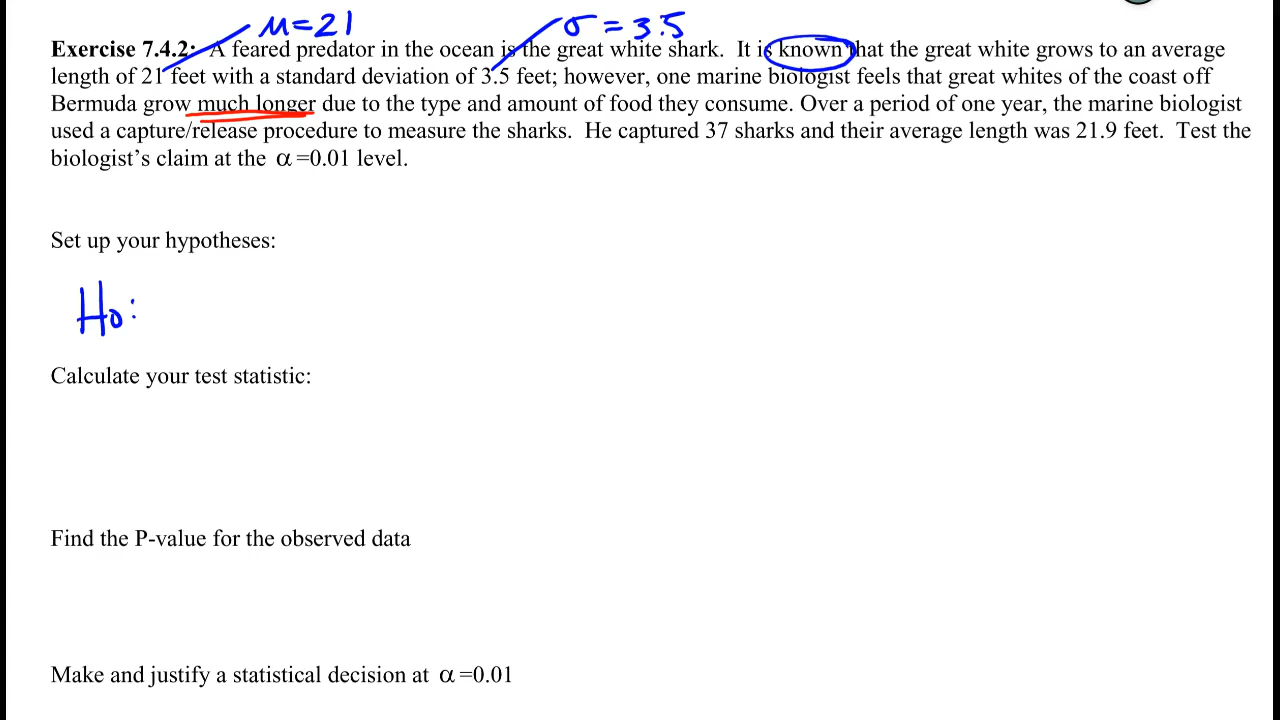 μ=21 σ=3.5
Exercise 7.4.2: A feared predator in the ocean is the great white shark. It is known that the great white grows to an average
length of 21 feet with a standard deviation of 3.5 feet; however, one marine biologist feels that great whites of the coast off
Bermuda grow much longer due to the type and amount of food they consume. Over a period of one year, the marine biologist
used a capture/release procedure to measure the sharks. He captured 37 sharks and their average length was 21.9 feet. Test the
biologist's claim at the α=0.01 level.
Set up your hypotheses:
Ho:
Calculate your test statistic:
Find the P-value for the observed data
Make and justify a statistical decision at α=0.01